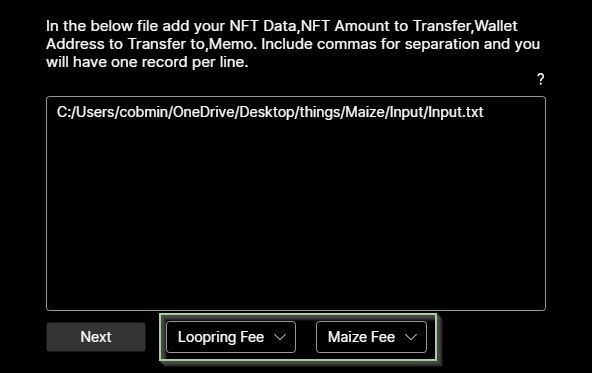 In the below file add your NFT Data,NFT Amount to Transfer,Wallet
Address to Transfer to,Memo. Include commas for separation and you
will have one record per line.
?
C:/Users/cobmin/OneDrive/Desktop/things/Maize/Input/Input.txt
Next
Loopring Fee
Maize Fee